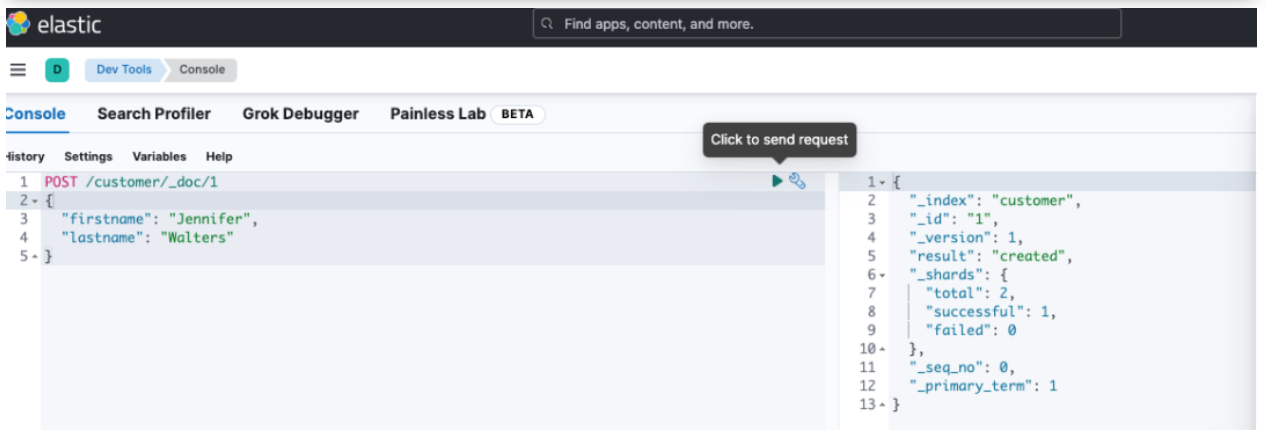 elastic
Find apps, content, and more.
D
Dev Tools
Console
Console
Search Profiler
Grok Debugger
Painless Lab
BETA
Click to send request
History
Settings
Variables
Help
1 POST /customer/_doc/1
2 {
3 "firstname": "Jennifer",
4 "lastname": "Walters"
5 }
1 {
2 "_index": "customer",
3 "_id": "1",
4 "_version": 1,
5 "result": "created",
6 "_shards": {
7 "total": 2,
8 "successful": 1,
9 "failed": 0
10 },
11 "_seq_no": 0,
12 "_primary_term": 1
13 }